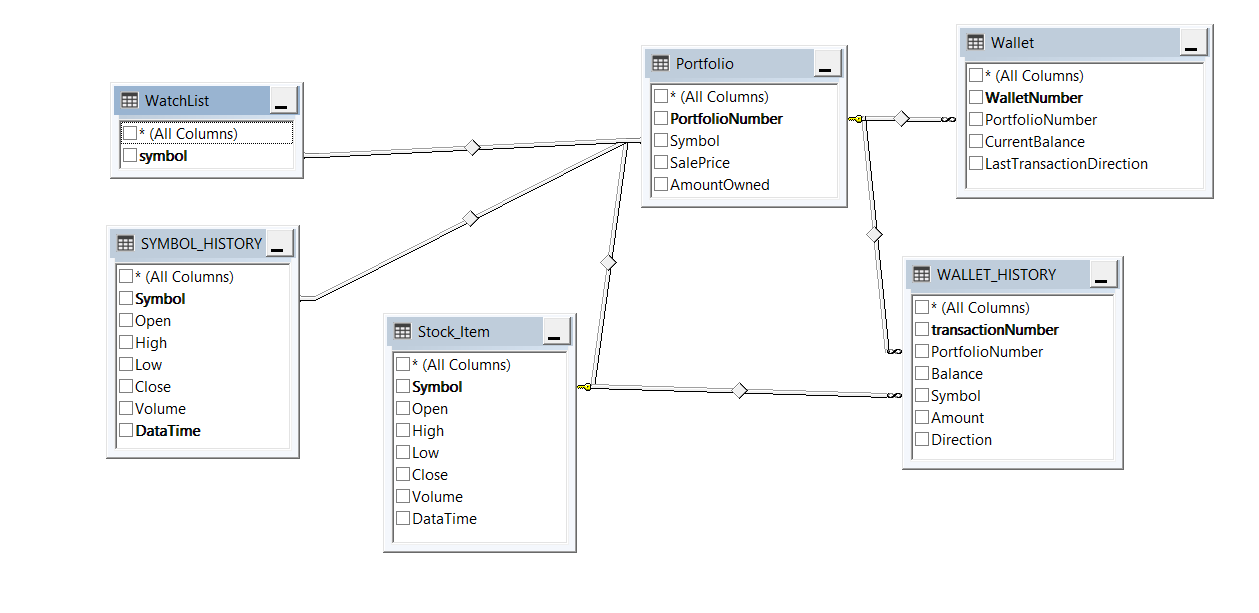 WatchList
* (All Columns)
symbol
SYMBOL_HISTORY
* (All Columns)
Symbol
Open
High
Low
Close
Volume
DataTime
Stock_Item
* (All Columns)
Symbol
Open
High
Low
Close
Volume
DataTime
Portfolio
* (All Columns)
PortfolioNumber
Symbol
SalePrice
AmountOwned
Wallet
* (All Columns)
WalletNumber
PortfolioNumber
CurrentBalance
LastTransactionDirection
WALLET_HISTORY
* (All Columns)
transactionNumber
PortfolioNumber
Balance
Symbol
Amount
Direction